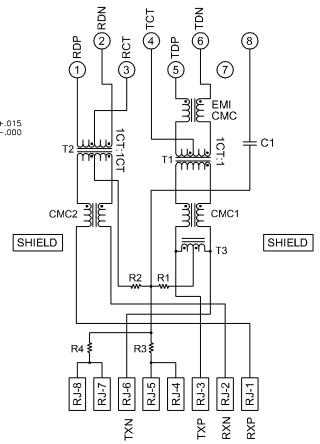 RDP
RDN
RCT
TCT
TDP
TDN
1
2
3
4
5
6
7
8
+.015
-.000
EMI
CMC
C1
T2
1CT:1CT
T1
1CT:1
CMC2
CMC1
SHIELD
SHIELD
T3
R2
R1
R4
R3
RJ-8
RJ-7
RJ-6
RJ-5
RJ-4
RJ-3
RJ-2
RJ-1
TXN
TXP
RXN
RXP